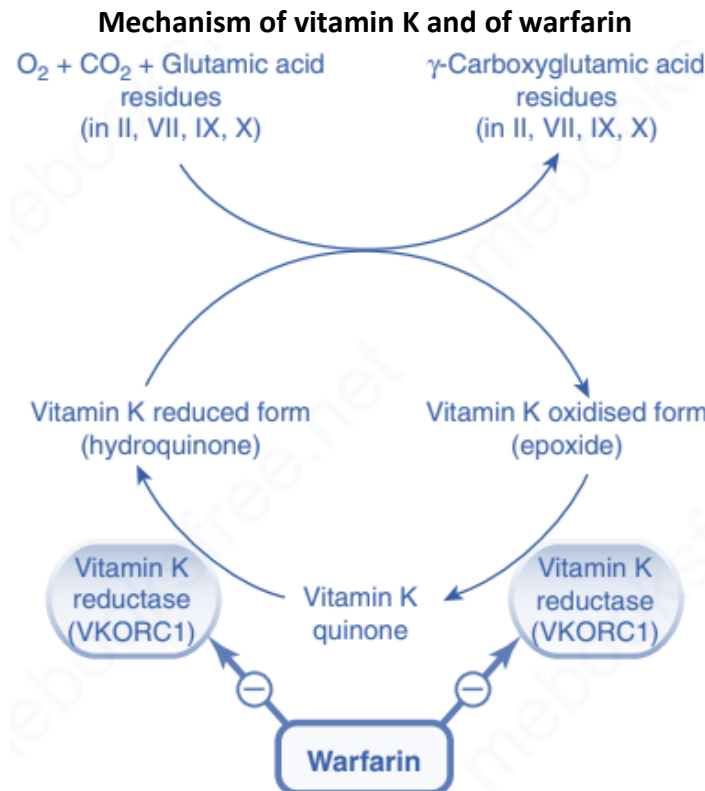 Mechanism of vitamin K and of warfarin
O₂ + CO₂ + Glutamic acid
residues
(in II, VII, IX, X)
γ-Carboxyglutamic acid
residues
(in II, VII, IX, X)
Vitamin K reduced form
(hydroquinone)
Vitamin K oxidised form
(epoxide)
Vitamin K
reductase
(VKORC1)
Vitamin K
quinone
Vitamin K
reductase
(VKORC1)
−
−
Warfarin